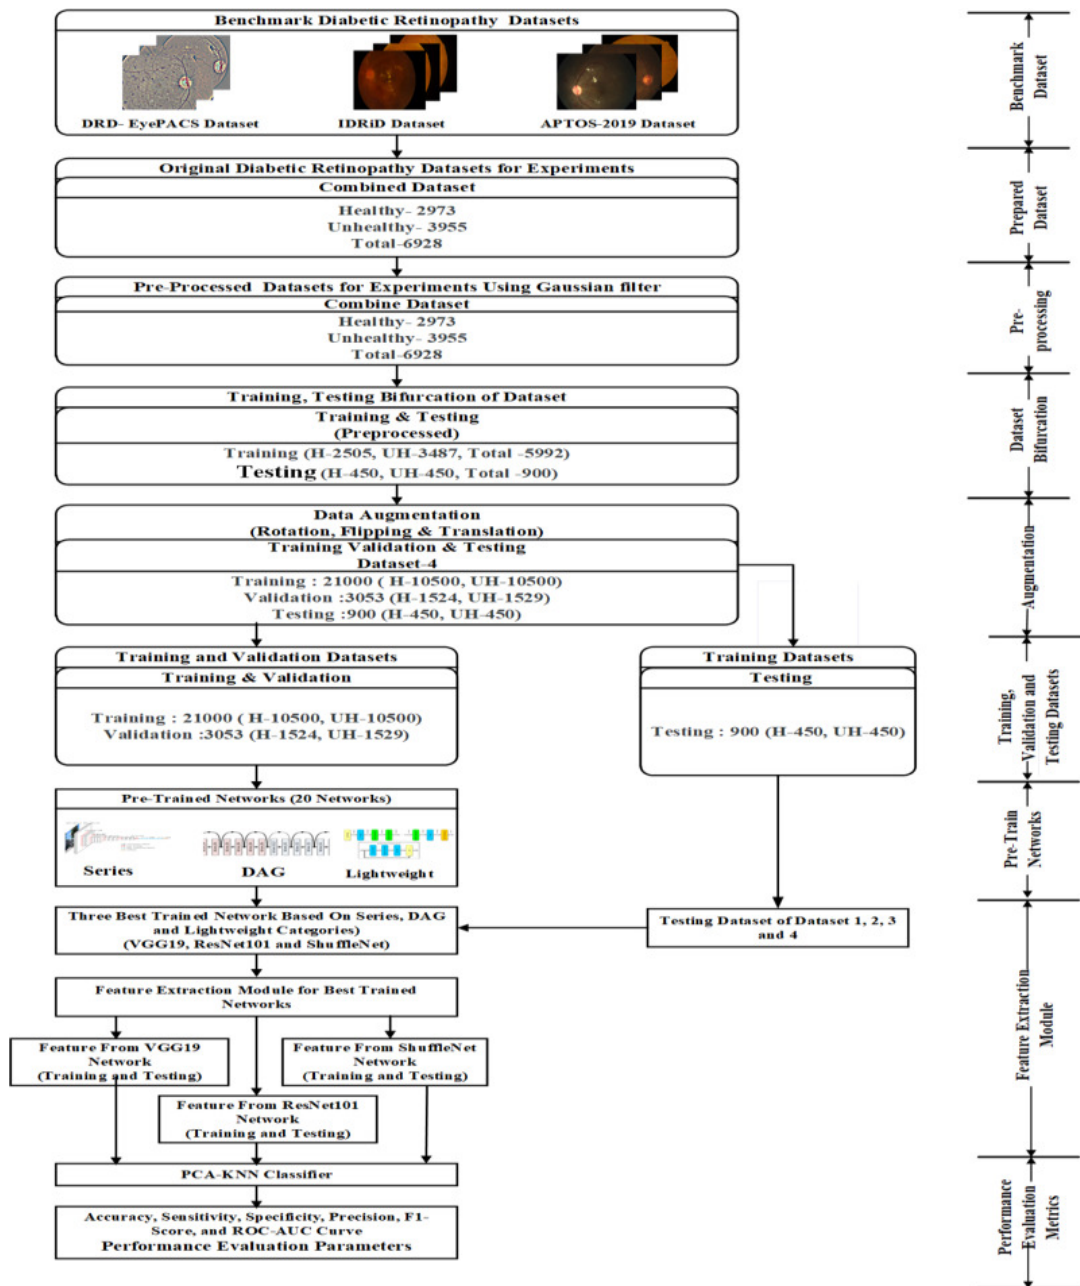 Benchmark Diabetic Retinopathy Datasets
DRD- EyePACS Dataset
IDRiD Dataset
APTOS-2019 Dataset
Original Diabetic Retinopathy Datasets for Experiments
Combined Dataset
Healthy- 2973
Unhealthy- 3955
Total-6928
Pre-Processed Datasets for Experiments Using Gaussian filter
Combine Dataset
Healthy- 2973
Unhealthy- 3955
Total-6928
Training, Testing Bifurcation of Dataset
Training & Testing
(Preprocessed)
Training (H-2505, UH-3487, Total -5992)
Testing (H-450, UH-450, Total -900)
Data Augmentation
(Rotation, Flipping & Translation)
Training Validation & Testing
Dataset-4
Training : 21000 ( H-10500, UH-10500)
Validation :3053 (H-1524, UH-1529)
Testing :900 (H-450, UH-450)
Training and Validation Datasets
Training & Validation
Training : 21000 ( H-10500, UH-10500)
Validation :3053 (H-1524, UH-1529)
Training Datasets
Testing
Testing : 900 (H-450, UH-450)
Pre-Trained Networks (20 Networks)
Series
DAG
Lightweight
Three Best Trained Network Based On Series, DAG
and Lightweight Categories)
(VGG19, ResNet101 and ShuffleNet)
Testing Dataset of Dataset 1, 2, 3
and 4
Feature Extraction Module for Best Trained
Networks
Feature From VGG19
Network
(Training and Testing)
Feature From ShuffleNet
Network
(Training and Testing)
Feature From ResNet101
Network
(Training and Testing)
PCA-KNN Classifier
Accuracy, Sensitivity, Specificity, Precision, F1-
Score, and ROC-AUC Curve
Performance Evaluation Parameters
Benchmark
Dataset
Prepared
Dataset
Pre-
processing
Dataset
Bifurcation
Augmentation
Training,
Validation and
Testing Datasets
Pre-Train
Networks
Feature Extraction
Module
Performance
Evaluation
Metrics